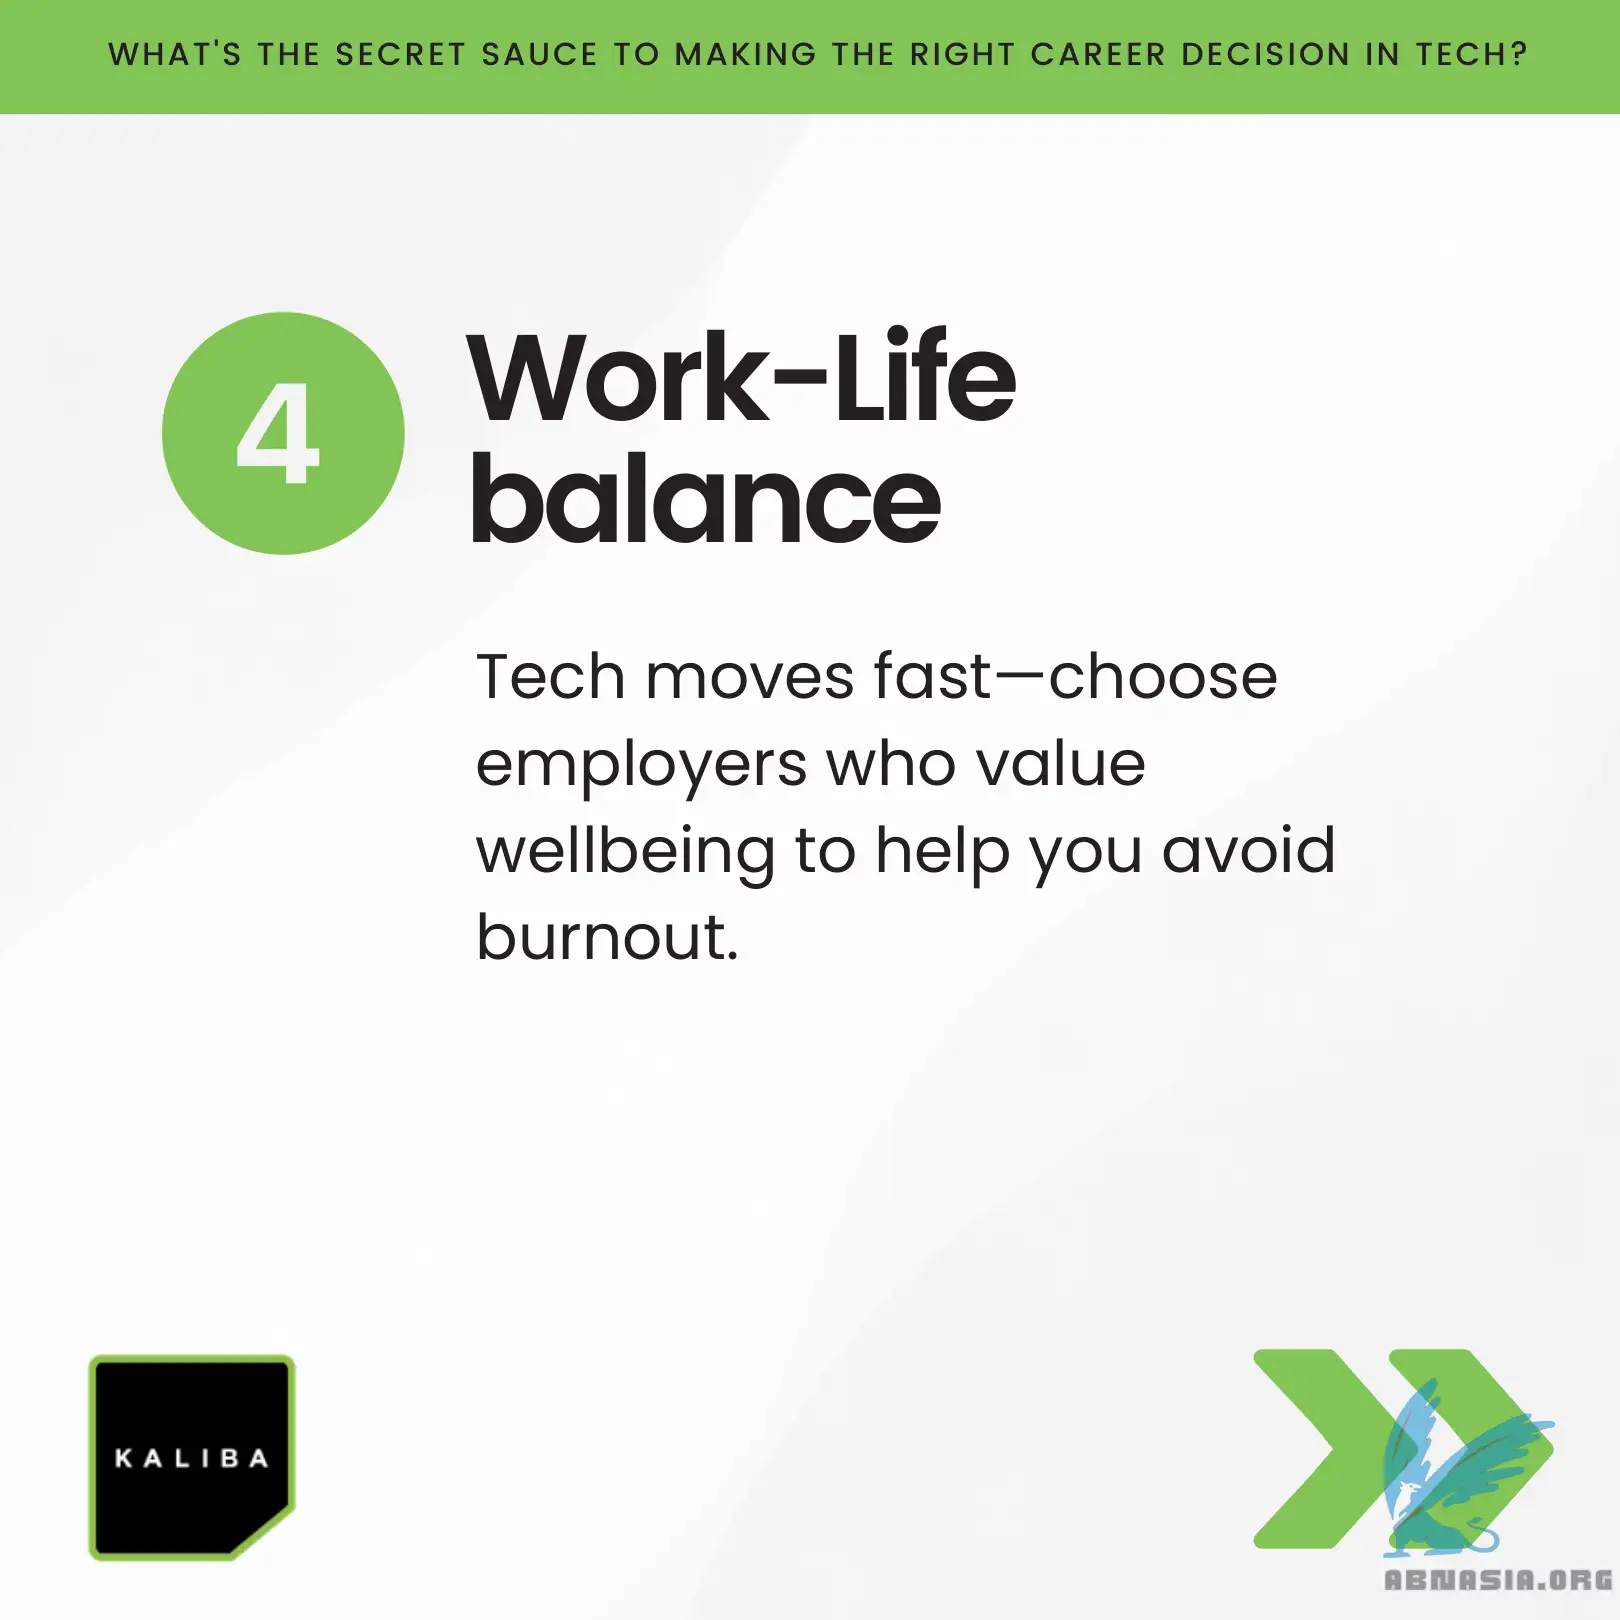 WHAT'S THE SECRET SAUCE TO MAKING THE RIGHT CAREER DECISION IN TECH?
4
Work-Life
balance
Tech moves fast—choose
employers who value
wellbeing to help you avoid
burnout.
KALIBA
ABNASIA.ORG